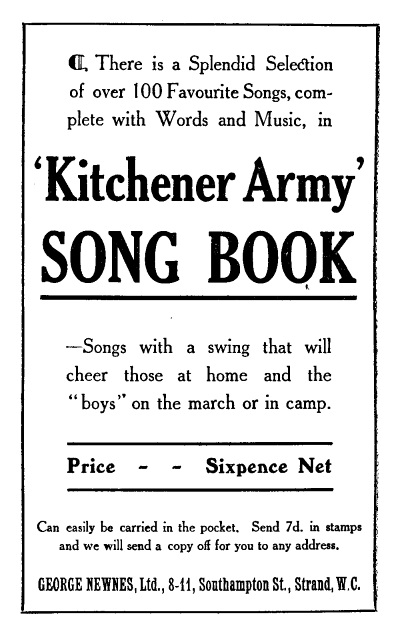 ¶ There is a Splendid Selection
of over 100 Favourite Songs, com-
plete with Words and Music, in
‘Kitchener Army’
SONG BOOK
—Songs with a swing that will
cheer those at home and the
“boys” on the march or in camp.
Price - - Sixpence Net
Can easily be carried in the pocket. Send 7d. in stamps
and we will send a copy off for you to any address.
GEORGE NEWNES, Ltd., 8-11, Southampton St., Strand, W.C.